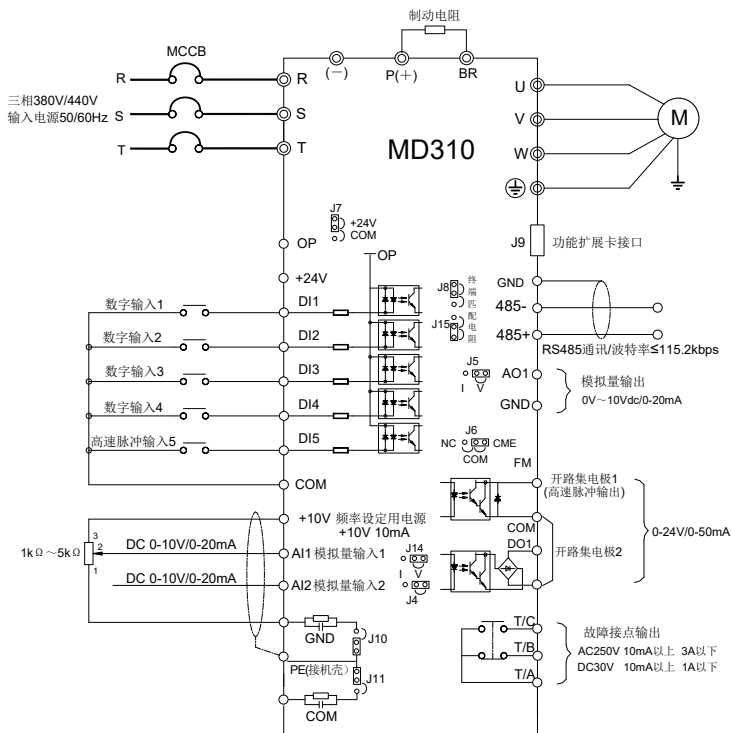 制动电阻
MCCB
(－)
P(+)
BR
R
R
U
三相380V/440V
输入电源50/60Hz
S
S
V
M
T
T
MD310
W
J7
+24V
COM
OP
OP
J9
功能扩展卡接口
+24V
GND
数字输入1
DI1
J8
终端匹配电阻
485-
数字输入2
DI2
J15
485+
RS485通讯/波特率≤115.2kbps
数字输入3
DI3
J5
I
V
AO1
模拟量输出
0V～10Vdc/0-20mA
数字输入4
DI4
GND
高速脉冲输入5
DI5
J6
NC
CME
COM
FM
COM
开路集电极1
(高速脉冲输出)
+10V 频率设定用电源
+10V 10mA
COM
0-24V/0-50mA
3
2
1
1kΩ～5kΩ
DC 0-10V/0-20mA
AI1 模拟量输入1
J14
DO1
开路集电极2
I
V
DC 0-10V/0-20mA
AI2 模拟量输入2
J4
GND
J10
T/C
故障接点输出
T/B
AC250V 10mA以上 3A以下
PE(接机壳）
J11
T/A
DC30V 10mA以上 1A以下
COM